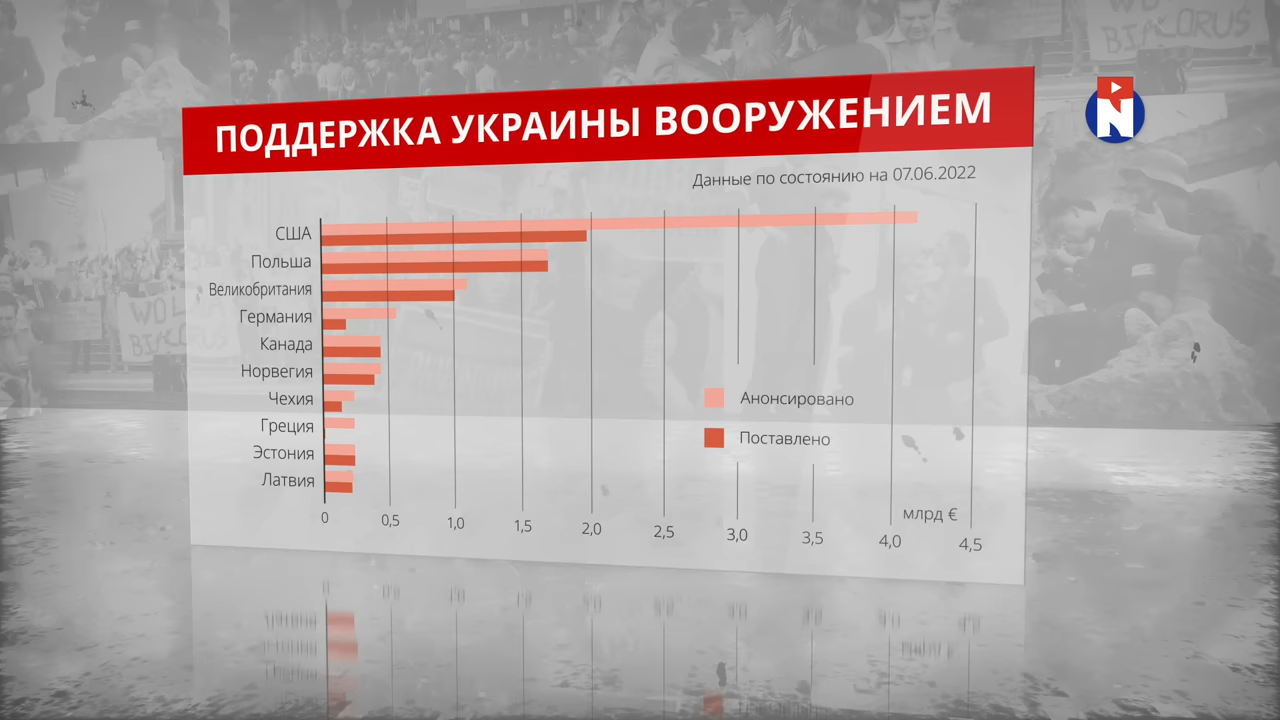 ПОДДЕРЖКА УКРАИНЫ ВООРУЖЕНИЕМ
N
Данные по состоянию на 07.06.2022
США
Польша
Великобритания
Германия
Канада
Норвегия
Чехия
Греция
Эстония
Латвия
Анонсировано
Поставлено
млрд €
0 0,5 1,0 1,5 2,0 2,5 3,0 3,5 4,0 4,5